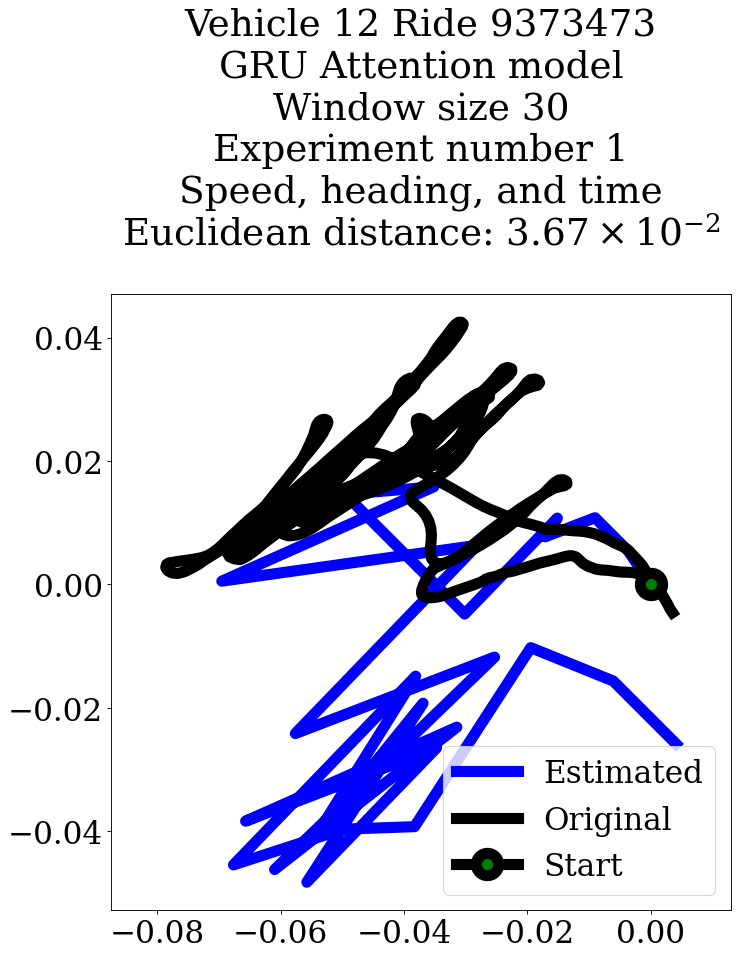 Vehicle 12 Ride 9373473
GRU Attention model
Window size 30
Experiment number 1
Speed, heading, and time
Euclidean distance: 3.67 × 10⁻²
0.04
0.02
0.00
−0.02
−0.04
Estimated
Original
Start
−0.08 −0.06 −0.04 −0.02 0.00